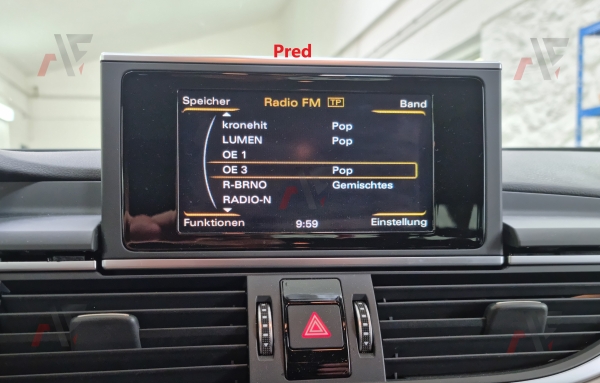 Pred
Speicher
Radio FM TP
Band
kronehit Pop
LUMEN Pop
OE 1
OE 3 Pop
R-BRNO Gemischtes
RADIO-N
Funktionen
9:59
Einstellung